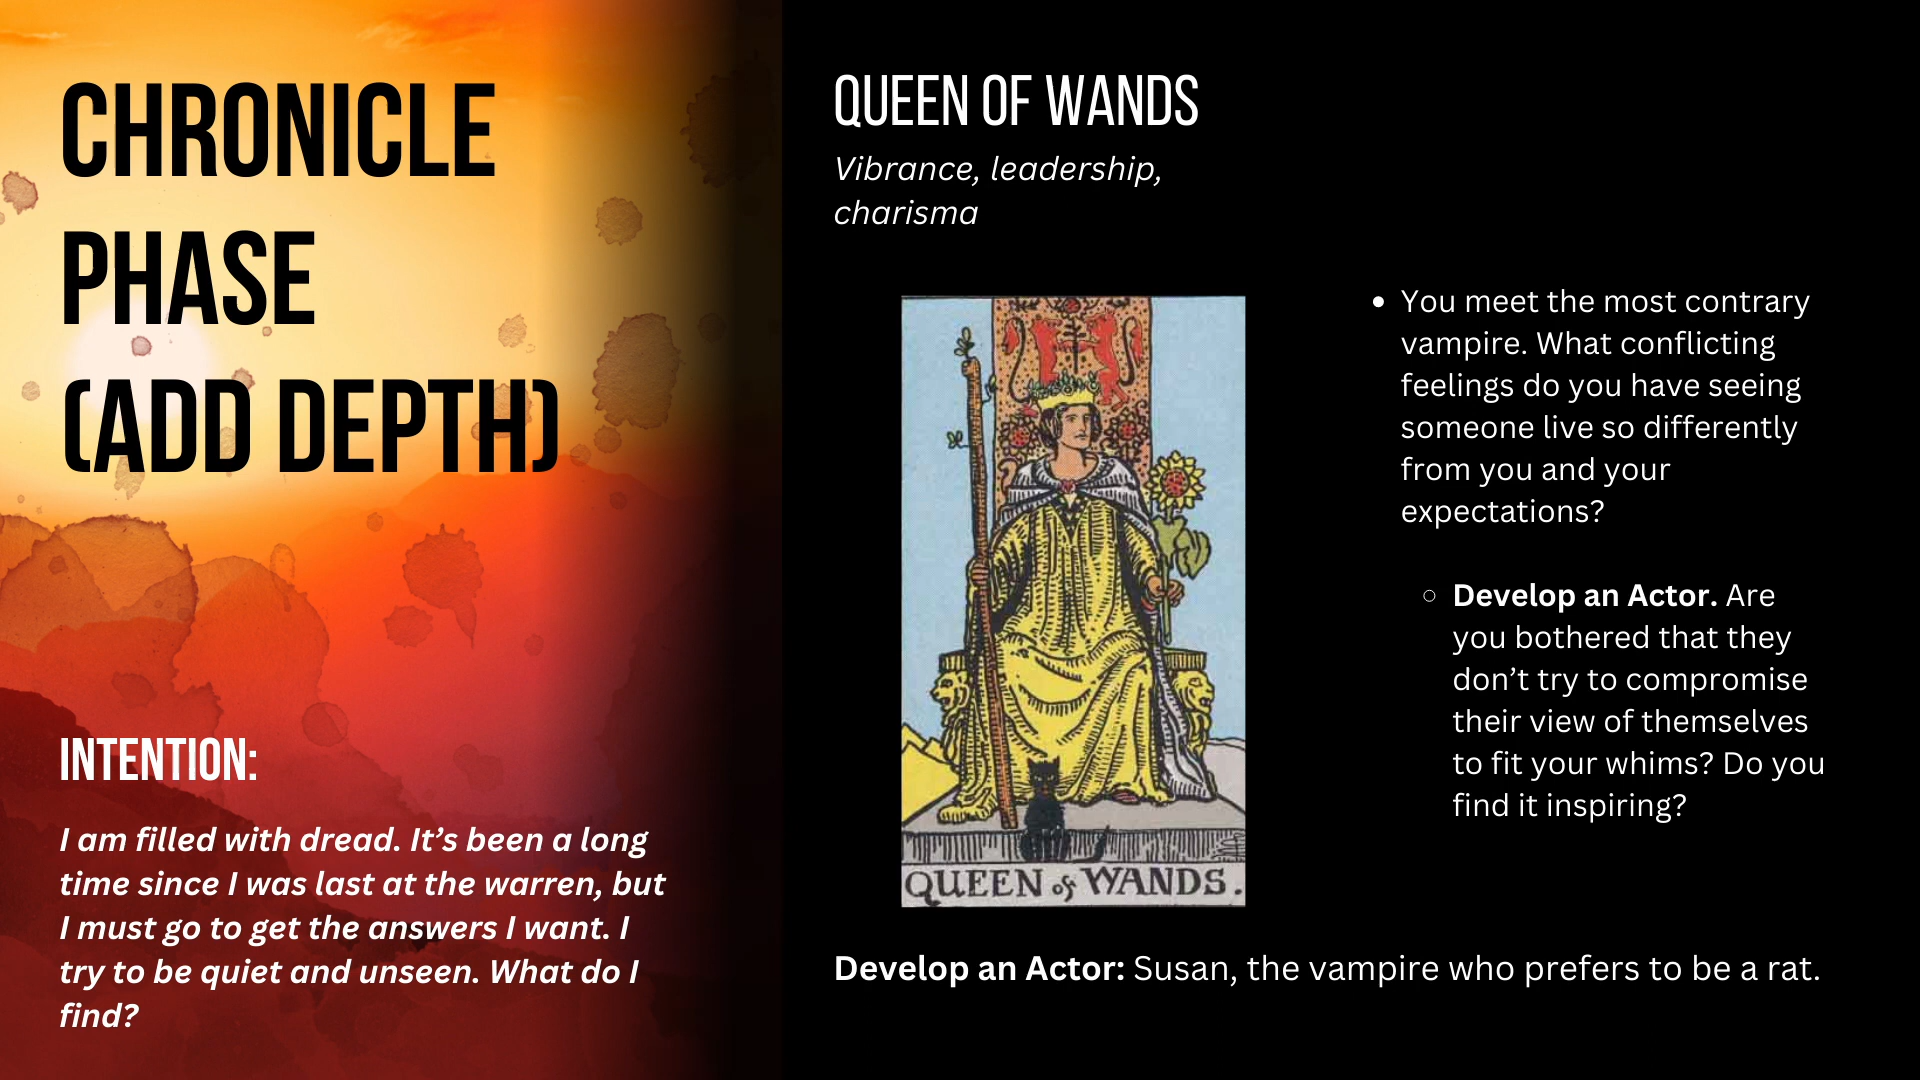 CHRONICLE
PHASE
(ADD DEPTH)
INTENTION:
I am filled with dread. It’s been a long
time since I was last at the warren, but
I must go to get the answers I want. I
try to be quiet and unseen. What do I
find?
QUEEN OF WANDS
Vibrance, leadership,
charisma
QUEEN of WANDS.
• You meet the most contrary
vampire. What conflicting
feelings do you have seeing
someone live so differently
from you and your
expectations?
○ Develop an Actor. Are
you bothered that they
don’t try to compromise
their view of themselves
to fit your whims? Do you
find it inspiring?
Develop an Actor: Susan, the vampire who prefers to be a rat.